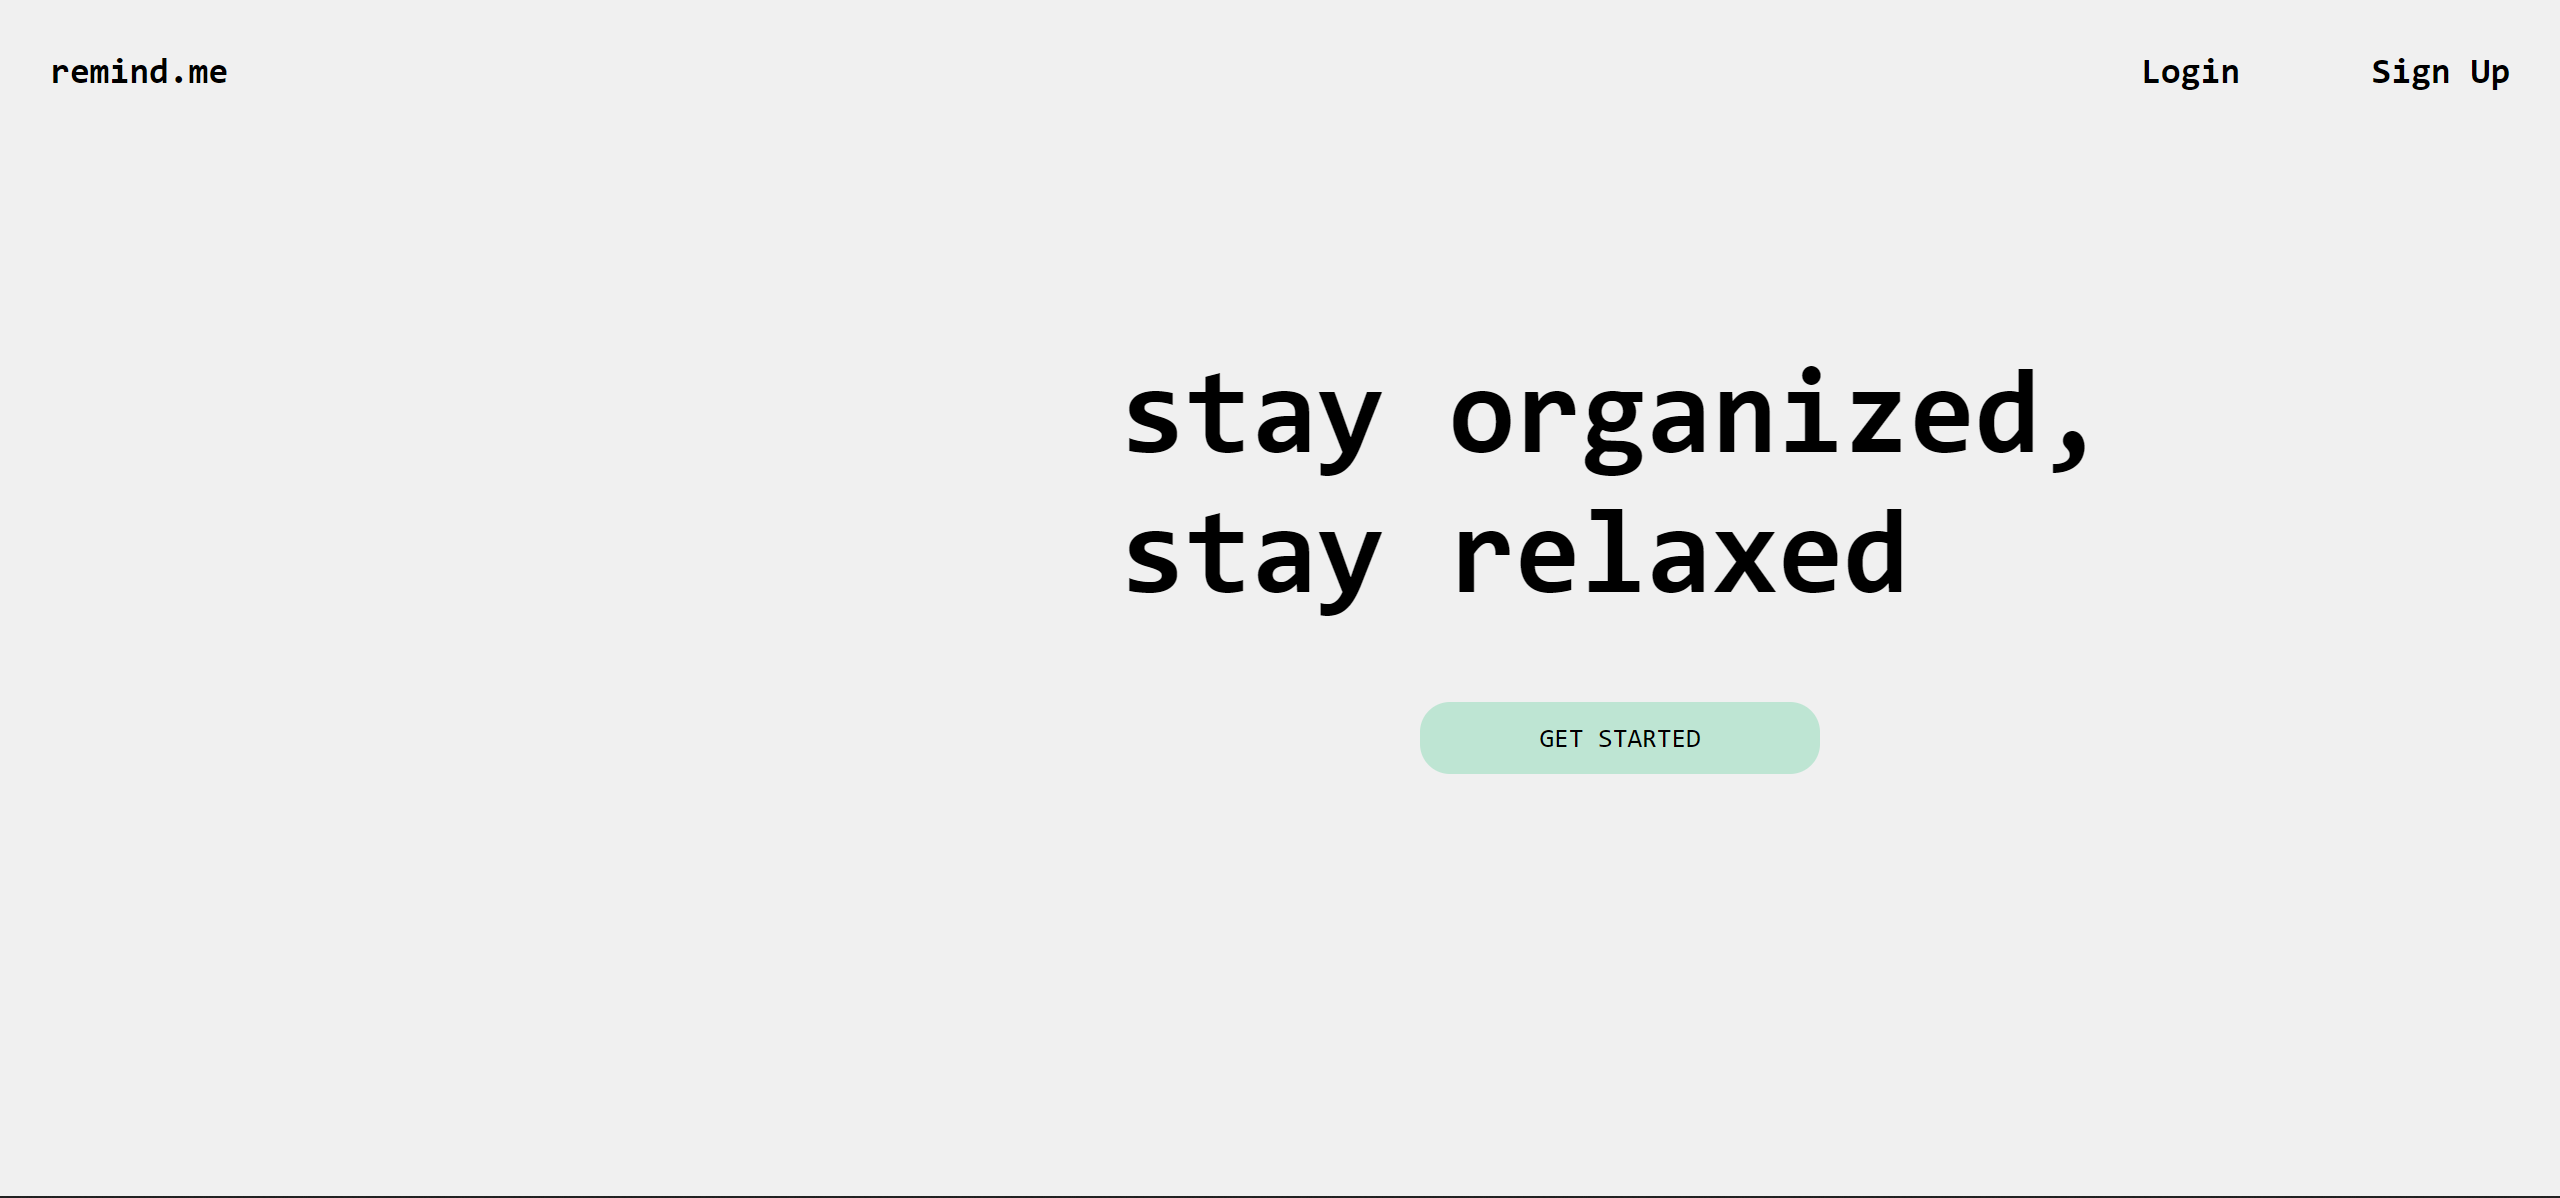 remind.me
Login
Sign Up
stay organized,
stay relaxed
GET STARTED